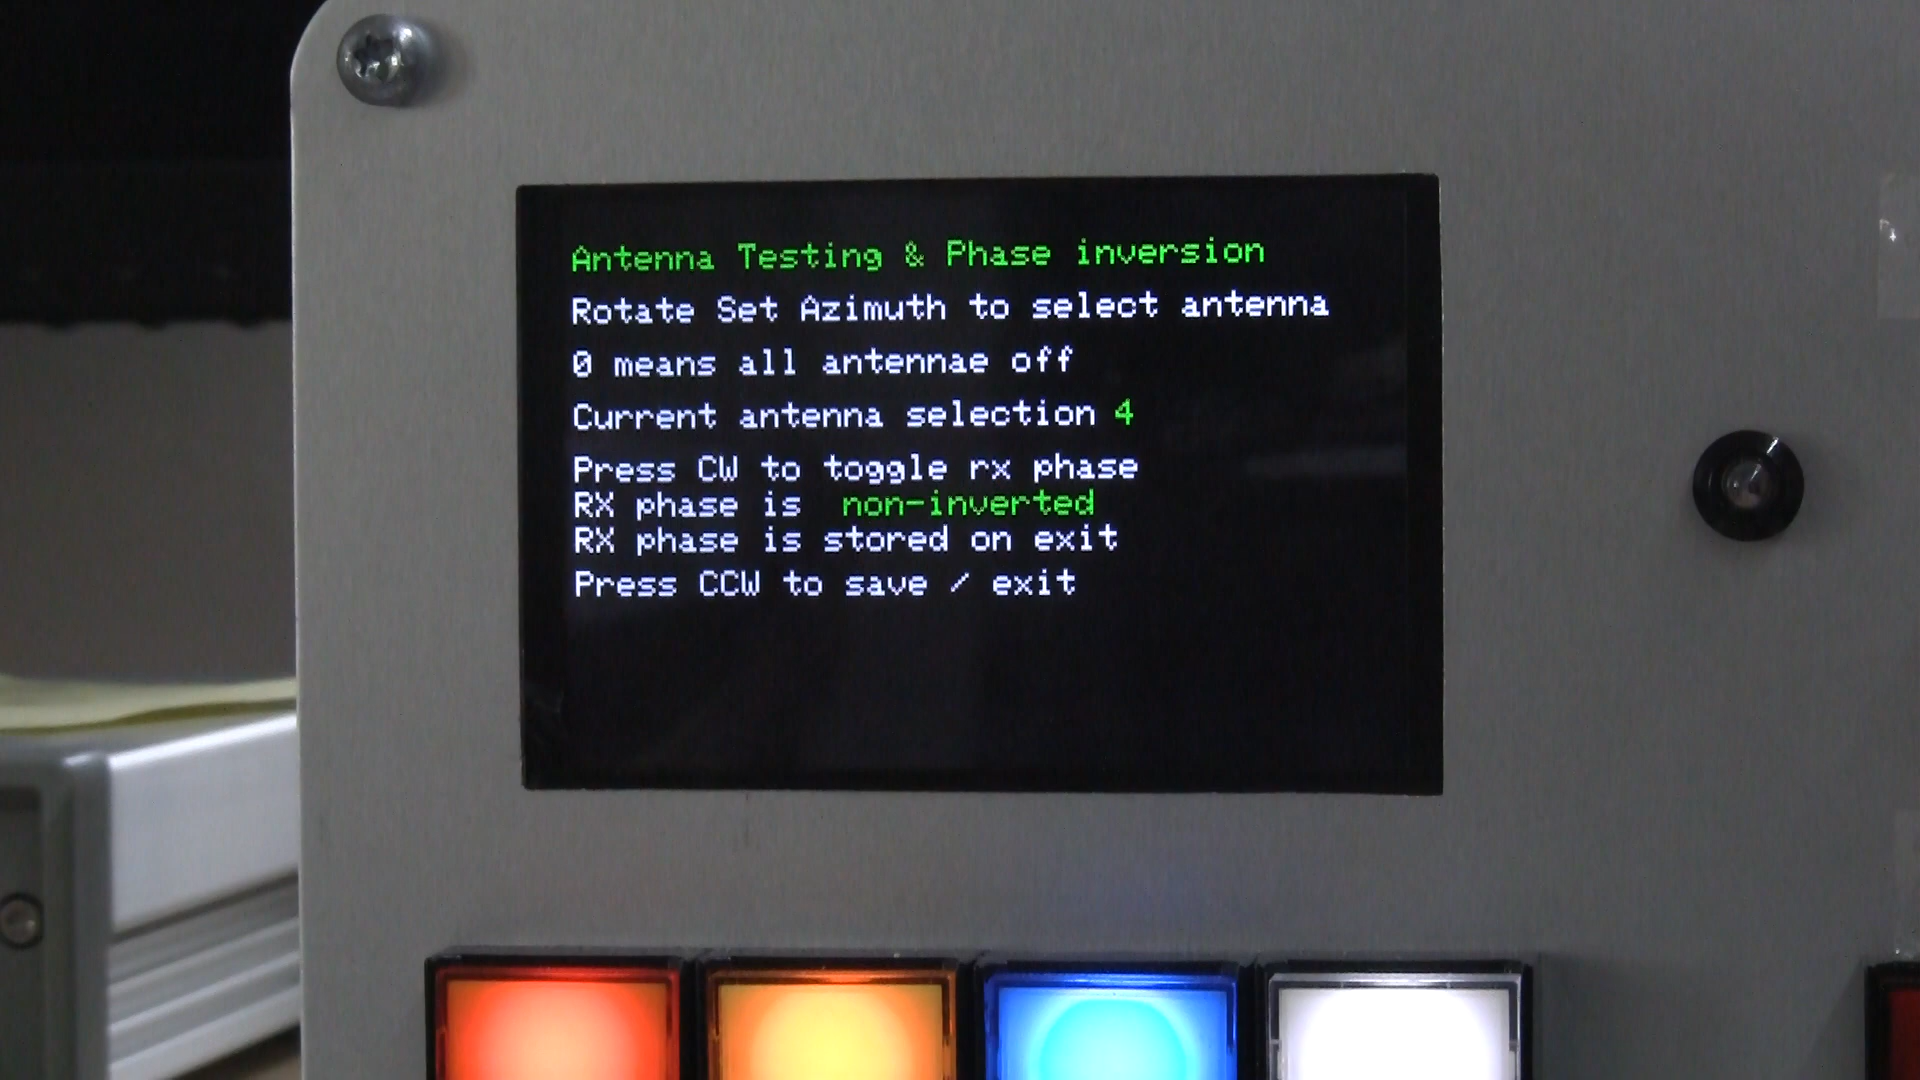 Antenna Testing & Phase inversion
Rotate Set Azimuth to select antenna
0 means all antennae off
Current antenna selection 4
Press CW to toggle rx phase
RX phase is non-inverted
RX phase is stored on exit
Press CCW to save / exit